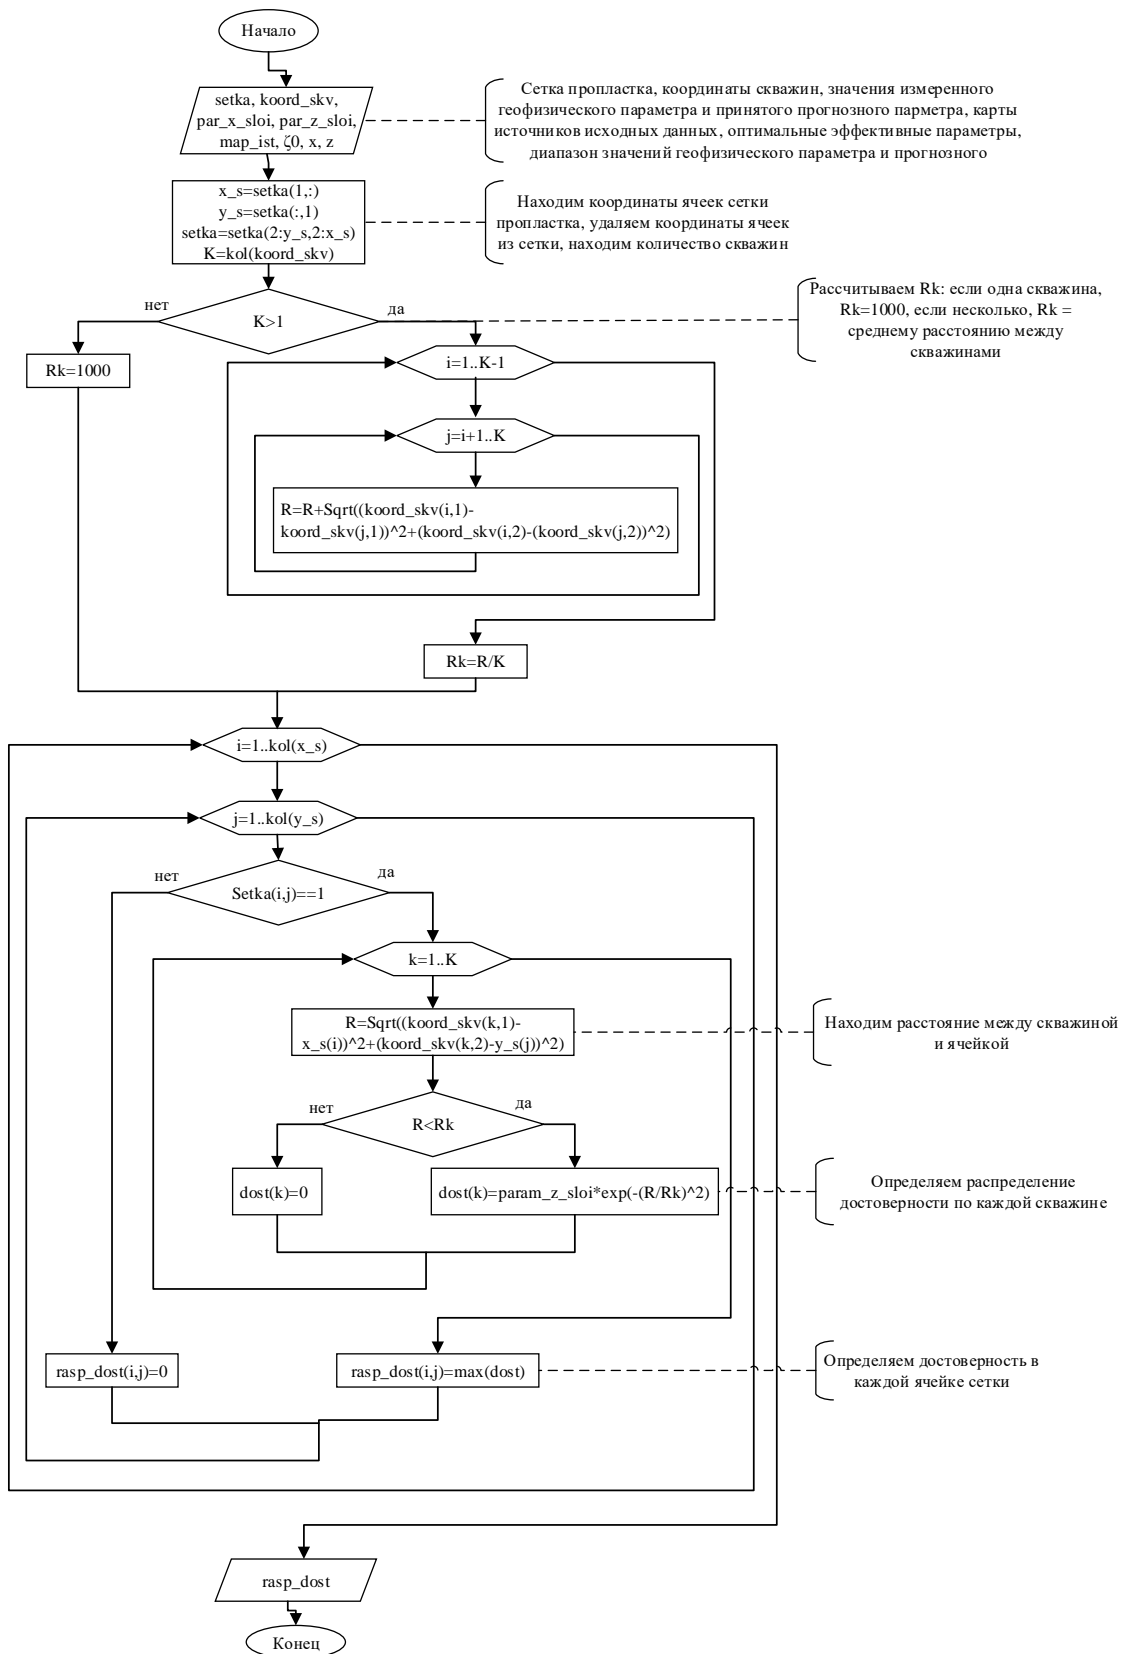 Начало
setka, koord_skv,
par_x_sloi, par_z_sloi,
map_ist, ζ0, x, z
Сетка пропластка, координаты скважин, значения измеренного
геофизического параметра и принятого прогнозного парметра, карты
источников исходных данных, оптимальные эффективные параметры,
диапазон значений геофизического параметра и прогнозного
x_s=setka(1,:)
y_s=setka(:,1)
setka=setka(2:y_s,2:x_s)
K=kol(koord_skv)
Находим координаты ячеек сетки
пропластка, удаляем координаты ячеек
из сетки, находим количество скважин
нет
K>1
да
Рассчитываем Rk: если одна скважина,
Rk=1000, если несколько, Rk =
среднему расстоянию между
скважинами
Rk=1000
i=1..K-1
j=i+1..K
R=R+Sqrt((koord_skv(i,1)-
koord_skv(j,1))^2+(koord_skv(i,2)-(koord_skv(j,2))^2)
Rk=R/K
i=1..kol(x_s)
j=1..kol(y_s)
нет
Setka(i,j)==1
да
k=1..K
R=Sqrt((koord_skv(k,1)-
x_s(i))^2+(koord_skv(k,2)-y_s(j))^2)
Находим расстояние между скважиной
и ячейкой
нет
R<Rk
да
dost(k)=0
dost(k)=param_z_sloi*exp(-(R/Rk)^2)
Определяем распределение
достоверности по каждой скважине
rasp_dost(i,j)=0
rasp_dost(i,j)=max(dost)
Определяем достоверность в
каждой ячейке сетки
rasp_dost
Конец